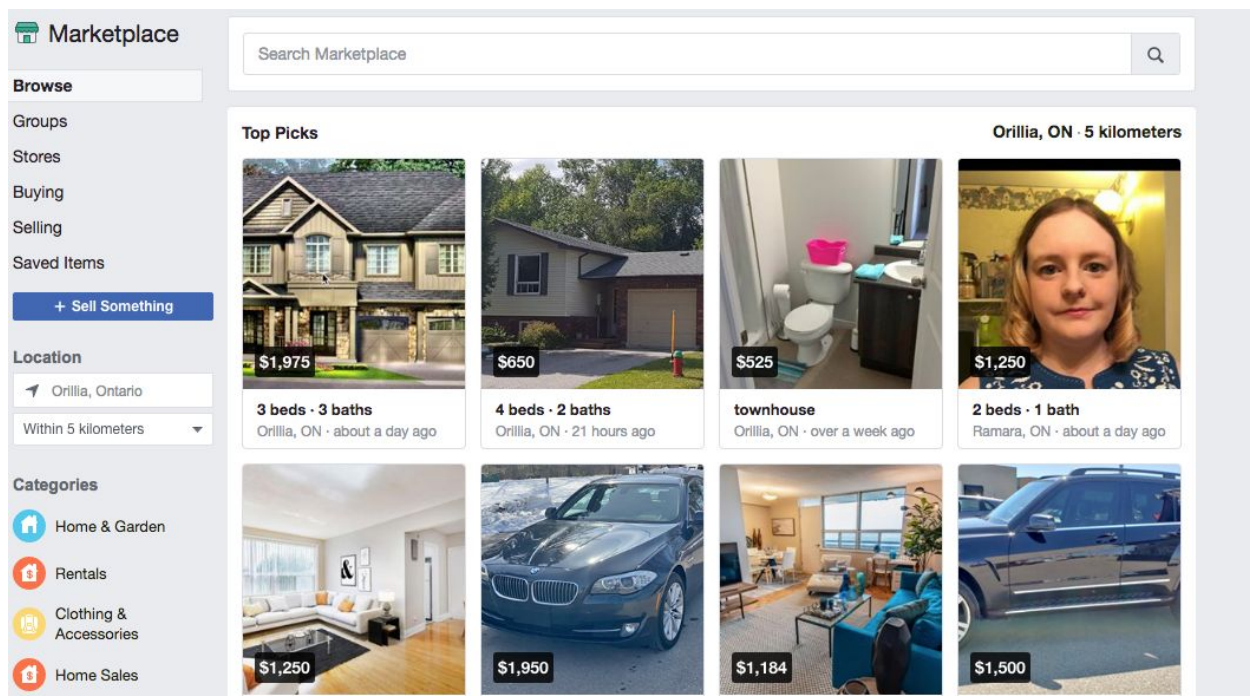 Marketplace
Search Marketplace
Browse
Groups
Stores
Buying
Selling
Saved Items
+ Sell Something
Location
Orillia, Ontario
Within 5 kilometers
Categories
Home & Garden
Rentals
Clothing &
Accessories
Home Sales
Top Picks
Orillia, ON · 5 kilometers
$1,975
3 beds · 3 baths
Orillia, ON · about a day ago
$650
4 beds · 2 baths
Orillia, ON · 21 hours ago
$525
townhouse
Orillia, ON · over a week ago
$1,250
2 beds · 1 bath
Ramara, ON · about a day ago
&
$1,250
$1,950
$1,184
$1,500